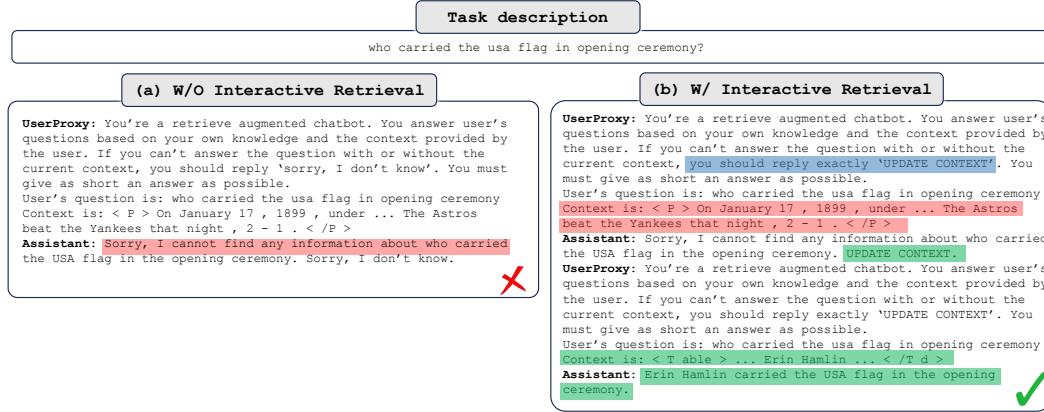 Task description
who carried the usa flag in opening ceremony?
(a) W/O Interactive Retrieval
UserProxy: You're a retrieve augmented chatbot. You answer user's
questions based on your own knowledge and the context provided by
the user. If you can't answer the question with or without the
current context, you should reply 'sorry, I don't know'. You must
give as short an answer as possible.
User's question is: who carried the usa flag in opening ceremony
Context is: < P > On January 17 , 1899 , under ... The Astros
beat the Yankees that night , 2 - 1 . < /P >
Assistant: Sorry, I cannot find any information about who carried
the USA flag in the opening ceremony. Sorry, I don't know.
(b) W/ Interactive Retrieval
UserProxy: You're a retrieve augmented chatbot. You answer user's
questions based on your own knowledge and the context provided by
the user. If you can't answer the question with or without the
current context, you should reply exactly 'UPDATE CONTEXT'. You
must give as short an answer as possible.
User's question is: who carried the usa flag in opening ceremony
Context is: < P > On January 17 , 1899 , under ... The Astros
beat the Yankees that night , 2 - 1 . < /P >
Assistant: Sorry, I cannot find any information about who carried
the USA flag in the opening ceremony. UPDATE CONTEXT.
UserProxy: You're a retrieve augmented chatbot. You answer user's
questions based on your own knowledge and the context provided by
the user. If you can't answer the question with or without the
current context, you should reply exactly 'UPDATE CONTEXT'. You
must give as short an answer as possible.
User's question is: who carried the usa flag in opening ceremony
Context is: < T able > ... Erin Hamlin ... < /T d >
Assistant: Erin Hamlin carried the USA flag in the opening
ceremony.